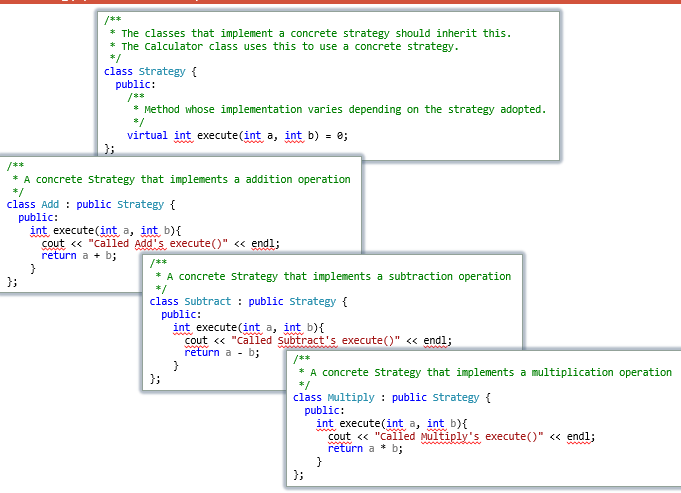 /**
 * The classes that implement a concrete strategy should inherit this.
 * The Calculator class uses this to use a concrete strategy.
 */
class Strategy {
  public:
    /**
     * Method whose implementation varies depending on the strategy adopted.
     */
    virtual int execute(int a, int b) = 0;
};
/**
 * A concrete Strategy that implements a addition operation
 */
class Add : public Strategy {
  public:
    int execute(int a, int b){
      cout << "Called Add's execute()" << endl;
      return a + b;
    }
};
/**
 * A concrete Strategy that implements a subtraction operation
 */
class Subtract : public Strategy {
  public:
    int execute(int a, int b){
      cout << "Called Subtract's execute()" << endl;
      return a - b;
    }
};
/**
 * A concrete Strategy that implements a multiplication operation
 */
class Multiply : public Strategy {
  public:
    int execute(int a, int b){
      cout << "Called Multiply's execute()" << endl;
      return a * b;
    }
};